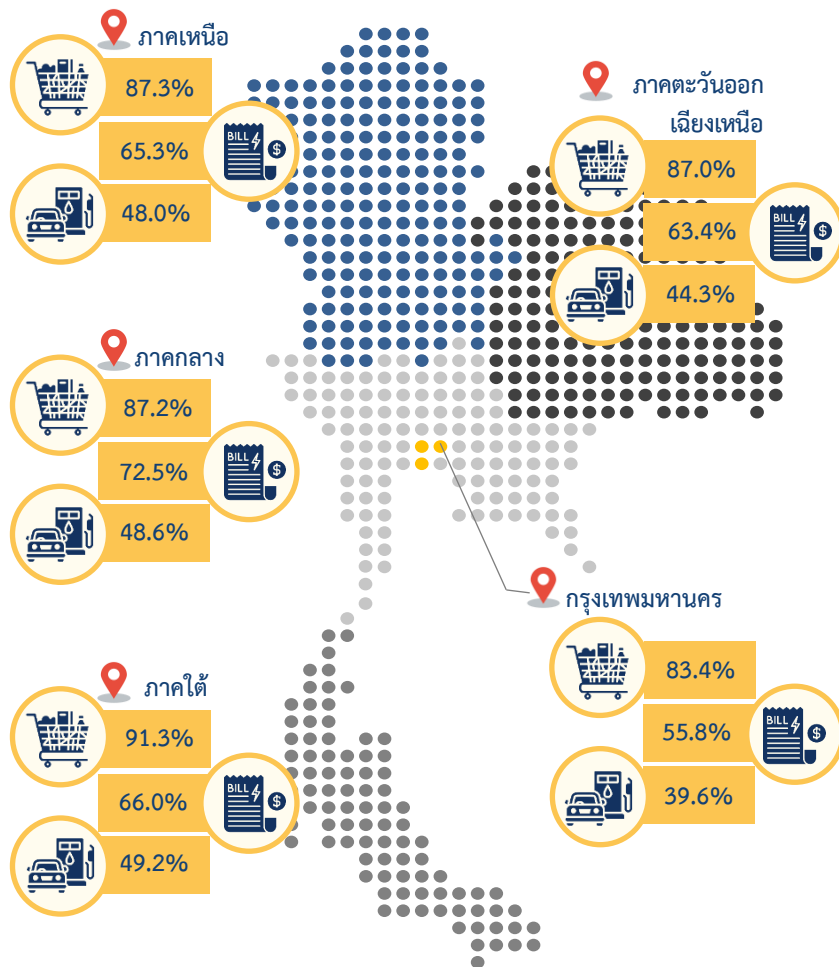 ภาคเหนือ
87.3%
65.3%
BILL
$
48.0%
ภาคตะวันออก
เฉียงเหนือ
87.0%
63.4%
BILL
$
44.3%
ภาคกลาง
87.2%
72.5%
BILL
$
48.6%
ภาคใต้
91.3%
66.0%
BILL
$
49.2%
กรุงเทพมหานคร
83.4%
55.8%
BILL
$
39.6%